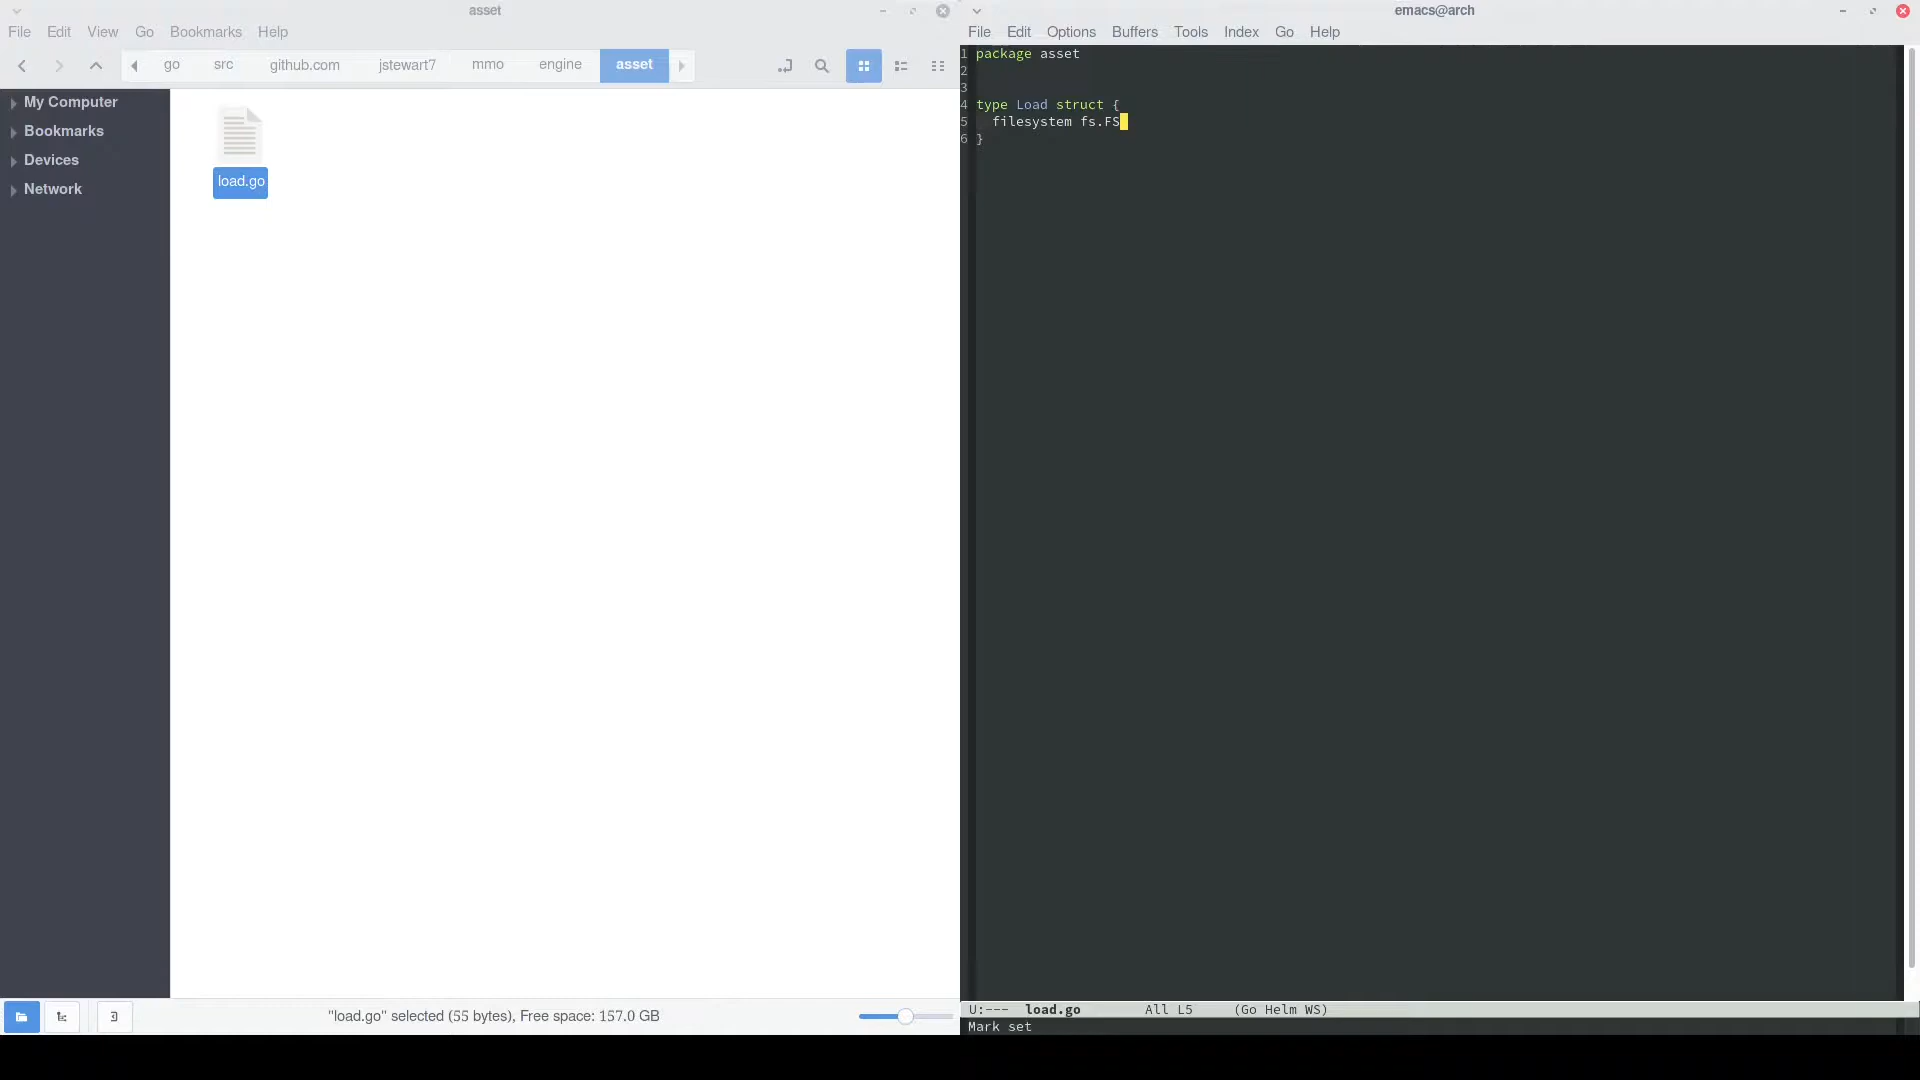 asset
File Edit View Go Bookmarks Help
go src github.com jstewart7 mmo engine asset
My Computer
Bookmarks
Devices
Network
load.go
"load.go" selected (55 bytes), Free space: 157.0 GB
emacs@arch
File Edit Options Buffers Tools Index Go Help
1 package asset
2
3
4 type Load struct {
5   filesystem fs.FS
6 }
U:--- load.go All L5 (Go Helm WS)
Mark set